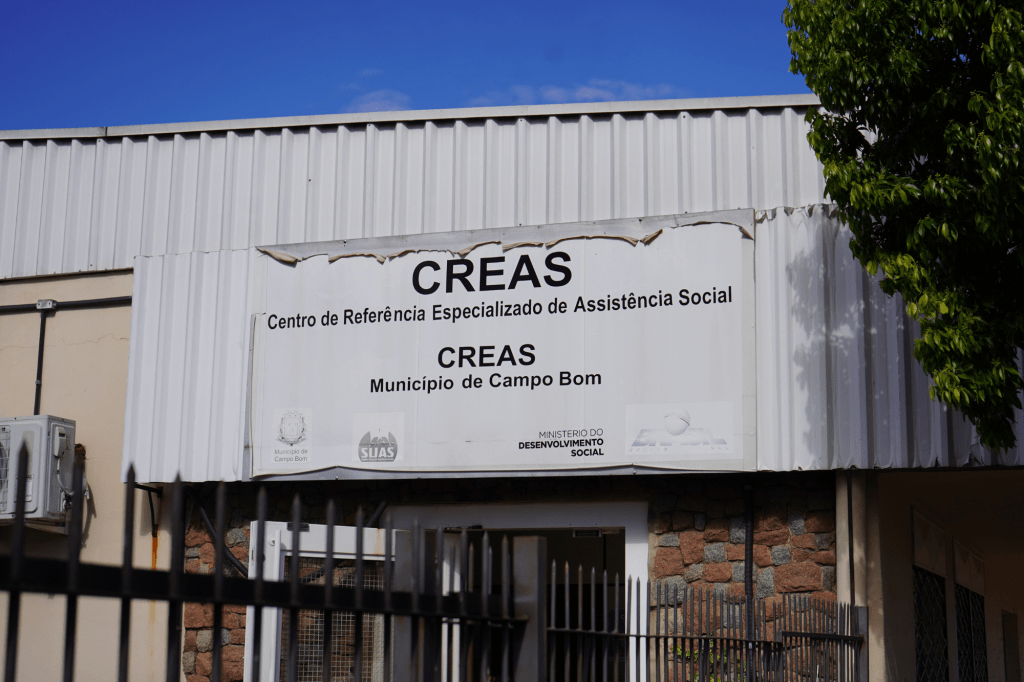 CREAS
Centro de Referência Especializado de Assistência Social
CREAS
Município de Campo Bom
Município de
Campo Bom
SUAS
MINISTERIO DO
DESENVOLVIMENTO
SOCIAL